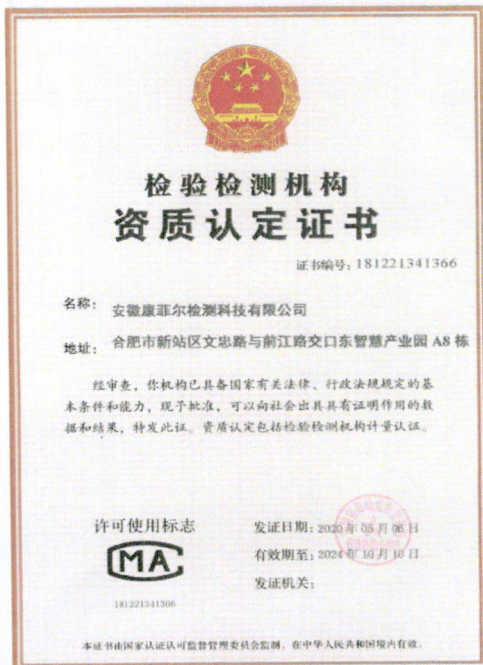 检验检测机构
资质认定证书
证书编号：181221341366
名称： 安徽康菲尔检测科技有限公司
地址： 合肥市新站区文忠路与前江路交口东智慧产业园 A8 栋
经审查，你机构已具备国家有关法律、行政法规规定的基
本条件和能力，现予批准，可以向社会出具具有证明作用的数
据和结果，特发此证。资质认定包括检验检测机构计量认证。
许可使用标志
MA
181221341366
发证日期：2020 年 05 月 06 日
有效期至：2024 年 10 月 10 日
发证机关：
本证书由国家认证认可监督管理委员会监制，在中华人民共和国境内有效。